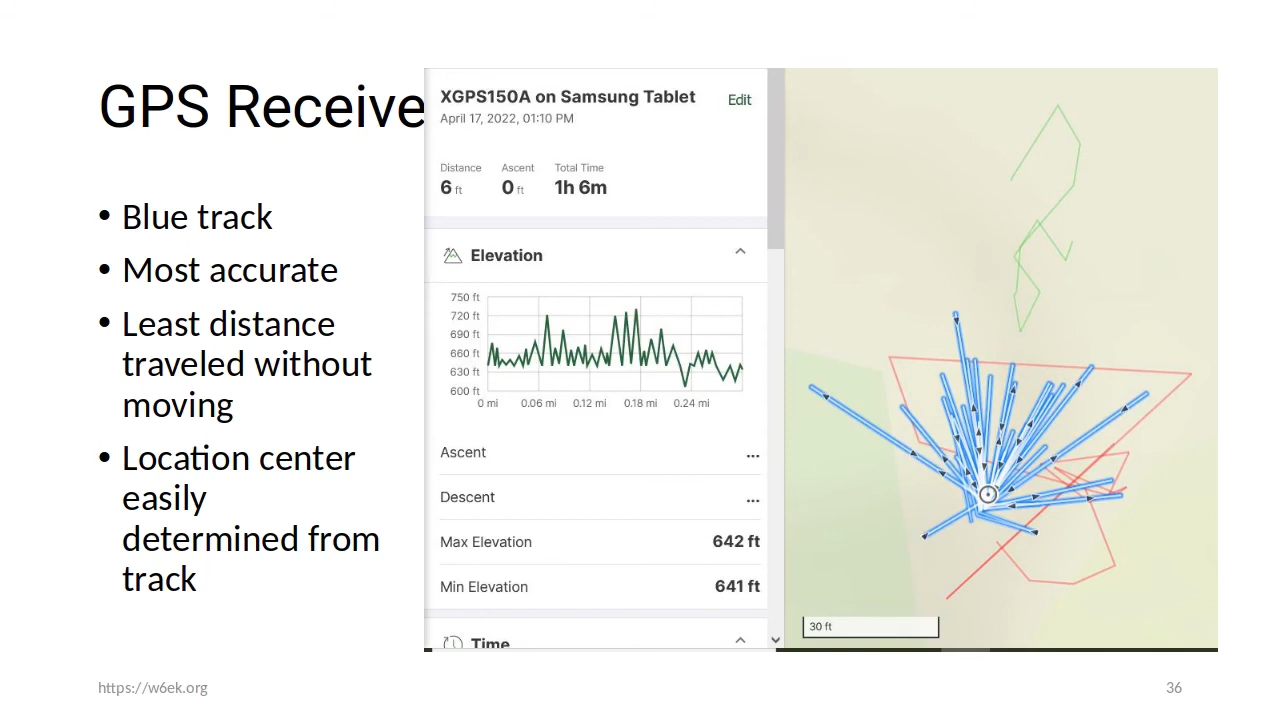 GPS Receive
• Blue track
• Most accurate
• Least distance
traveled without
moving
• Location center
easily
determined from
track
XGPS150A on Samsung Tablet
Edit
April 17, 2022, 01:10 PM
Distance Ascent Total Time
6 ft 0 ft 1h 6m
Elevation
750 ft
720 ft
690 ft
660 ft
630 ft
600 ft
0 mi 0.06 mi 0.12 mi 0.18 mi 0.24 mi
Ascent ...
Descent ...
Max Elevation 642 ft
Min Elevation 641 ft
Time
30 ft
https://w6ek.org
36